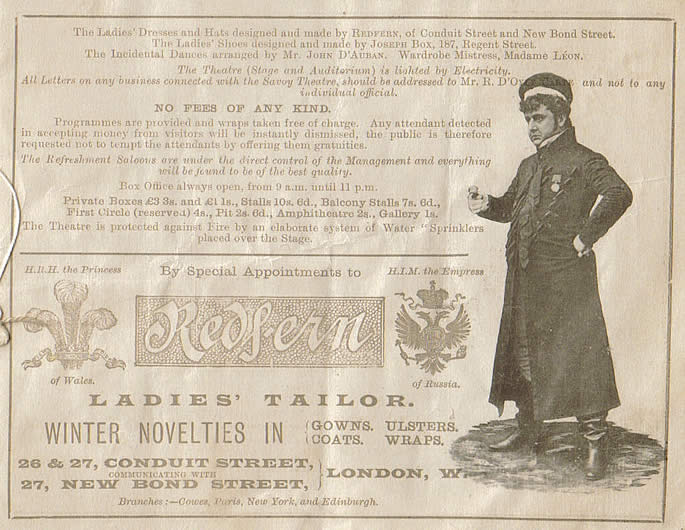 The Ladies' Dresses and Hats designed and made by REDFERN, of Conduit Street and New Bond Street.
The Ladies' Shoes designed and made by JOSEPH BOX, 187, Regent Street.
The Incidental Dances arranged by Mr. JOHN D'AUBAN. Wardrobe Mistress, Madame LÉON.
The Theatre (Stage and Auditorium) is lighted by Electricity.
All Letters on any business connected with the Savoy Theatre, should be addressed to MR. R. D'OY and not to any
individual official.
NO FEES OF ANY KIND.
Programmes are provided and wraps taken free of charge. Any attendant detected
in accepting money from visitors will be instantly dismissed, the public is therefore
requested not to tempt the attendants by offering them gratuities.
The Refreshment Saloons are under the direct control of the Management and everything
will be found to be of the best quality.
Box Office always open, from 9 a.m. until 11 p.m.
Private Boxes £3 3s. and £1 1s., Stalls 10s. 6d., Balcony Stalls 7s. 6d.,
First Circle (reserved) 4s., Pit 2s. 6d., Amphitheatre 2s., Gallery 1s.
The Theatre is protected against Fire by an elaborate system of Water "Sprinklers
placed over the Stage.
H.R.H. the Princess
of Wales.
By Special Appointments to
H.I.M. the Empress
of Russia.
Redfern
LADIES' TAILOR.
WINTER NOVELTIES IN
GOWNS. ULSTERS.
COATS. WRAPS.
26 & 27, CONDUIT STREET,
COMMUNICATING WITH
27, NEW BOND STREET,
LONDON, W.
Branches:—Cowes, Paris, New York, and Edinburgh.